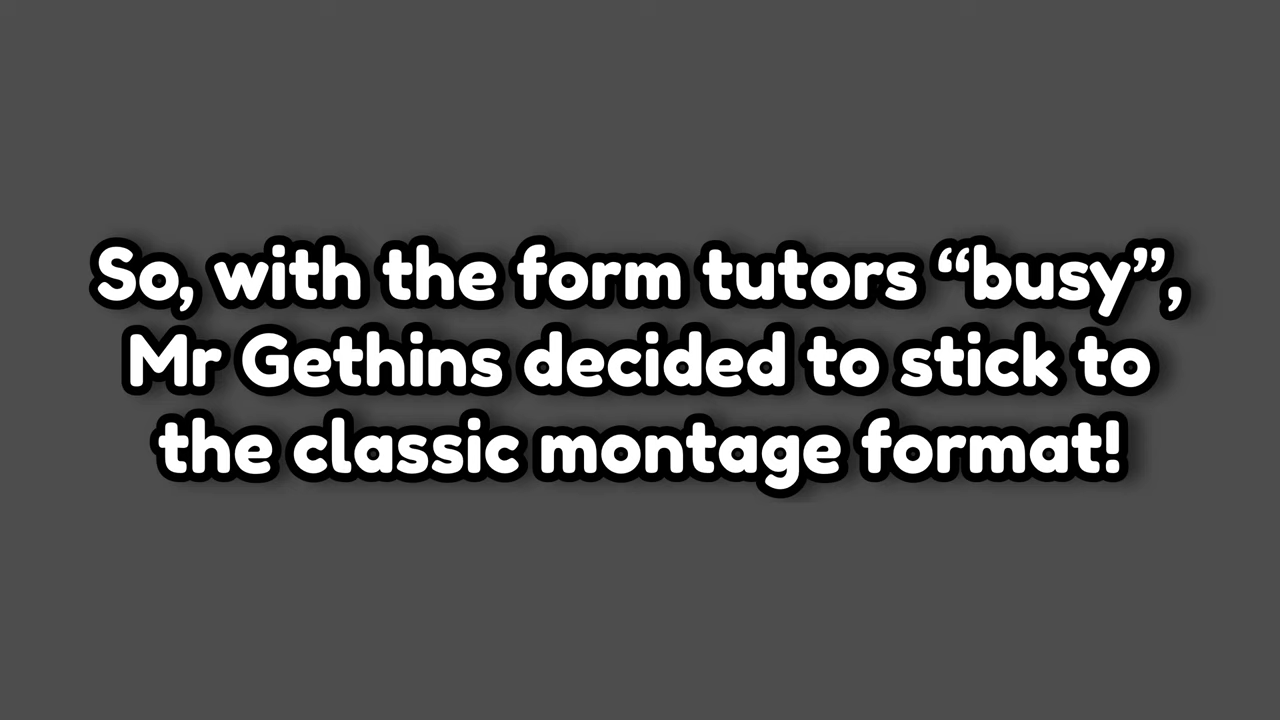 So, with the form tutors “busy”,
Mr Gethins decided to stick to
the classic montage format!